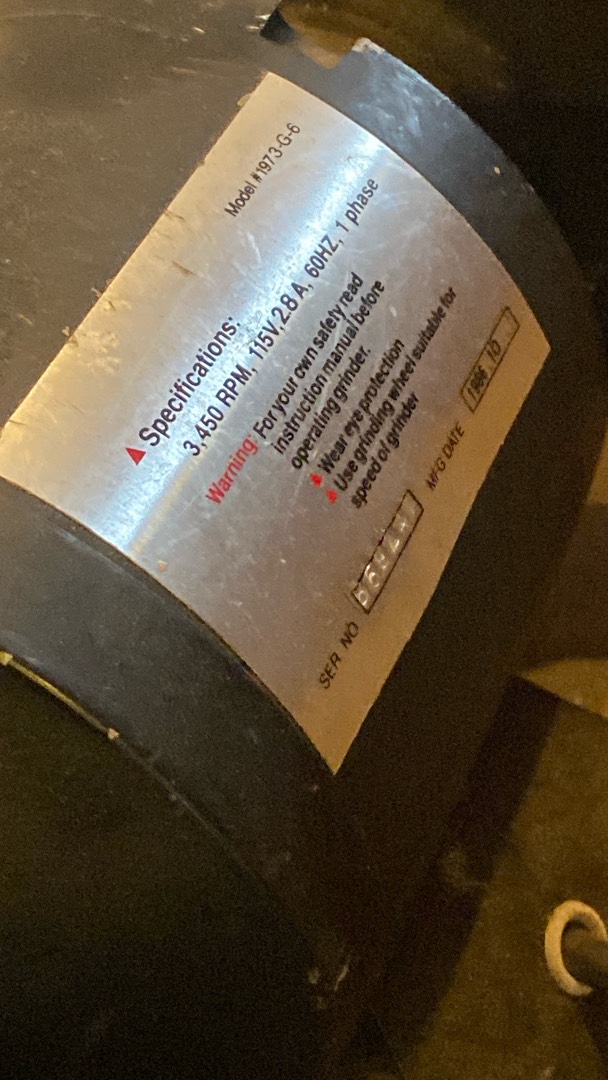 Model #1973-G-6
Specifications:
3,450 RPM, 115V, 2.8 A, 60HZ, 1 phase
Warning: For your own safety read
instruction manual before
operating grinder.
Wear eye protection
Use grinding wheel suitable for
speed of grinder
SER NO
MFG DATE 1986 10